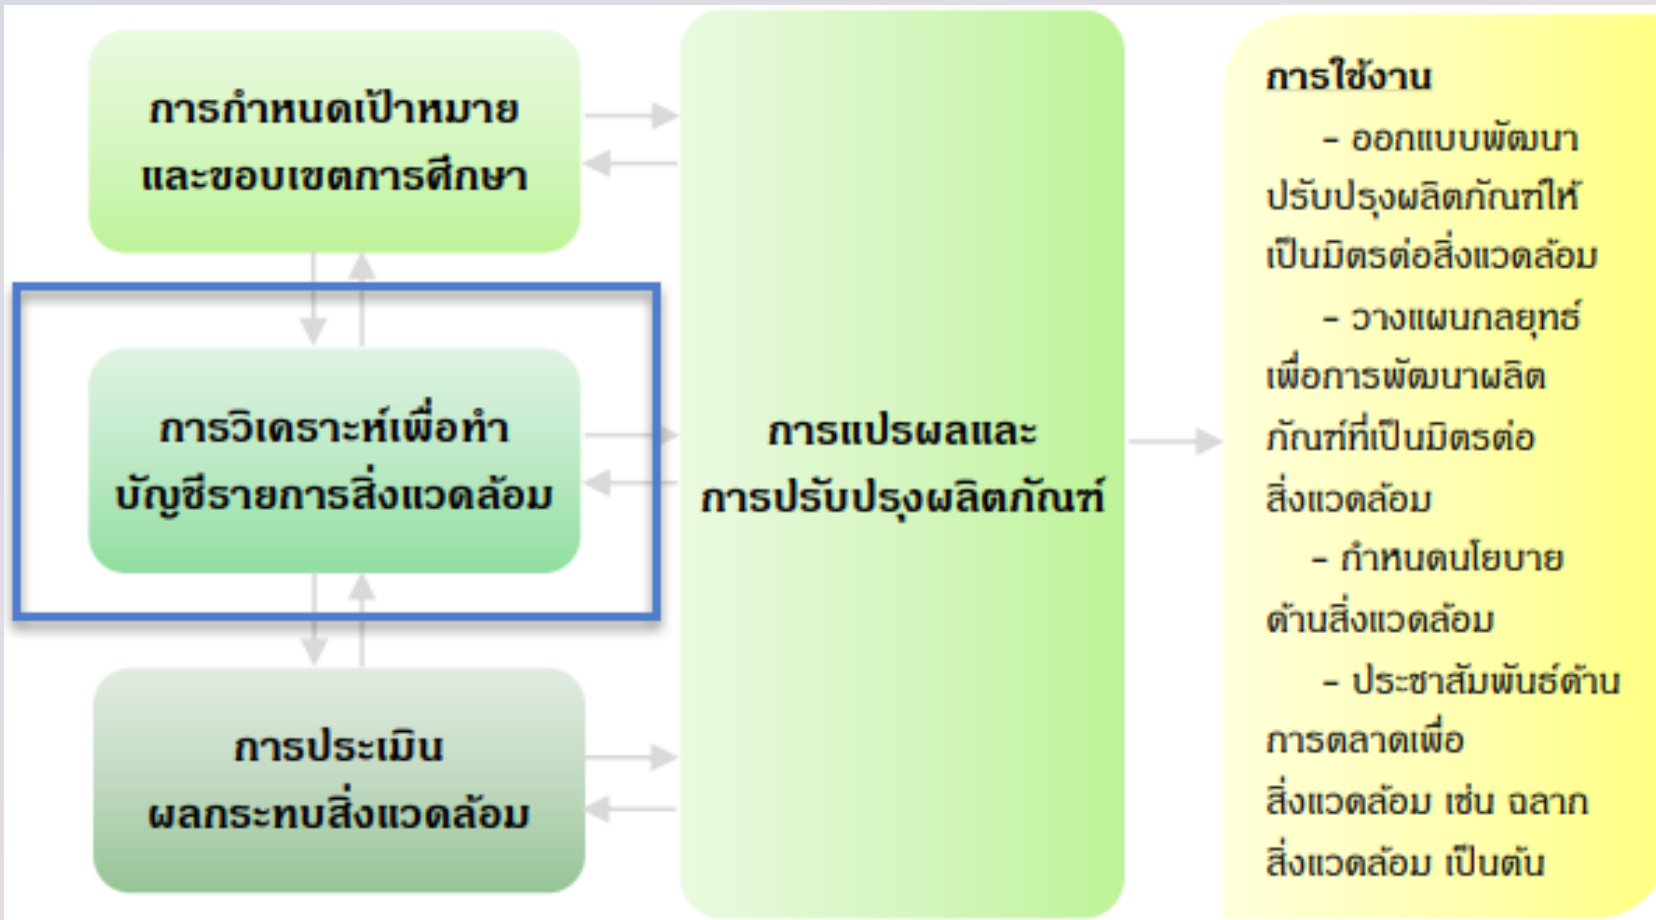 การกำหนดเป้าหมาย
และขอบเขตการศึกษา
การวิเคราะห์เพื่อทำ
บัญชีรายการสิ่งแวดล้อม
การประเมิน
ผลกระทบสิ่งแวดล้อม
การแปรผลและ
การปรับปรุงผลิตภัณฑ์
การใช้งาน
- ออกแบบพัฒนา
ปรับปรุงผลิตภัณฑ์ให้
เป็นมิตรต่อสิ่งแวดล้อม
- วางแผนกลยุทธ์
เพื่อการพัฒนาผลิต
ภัณฑ์ที่เป็นมิตรต่อ
สิ่งแวดล้อม
- กำหนดนโยบาย
ด้านสิ่งแวดล้อม
- ประชาสัมพันธ์ด้าน
การตลาดเพื่อ
สิ่งแวดล้อม เช่น ฉลาก
สิ่งแวดล้อม เป็นต้น